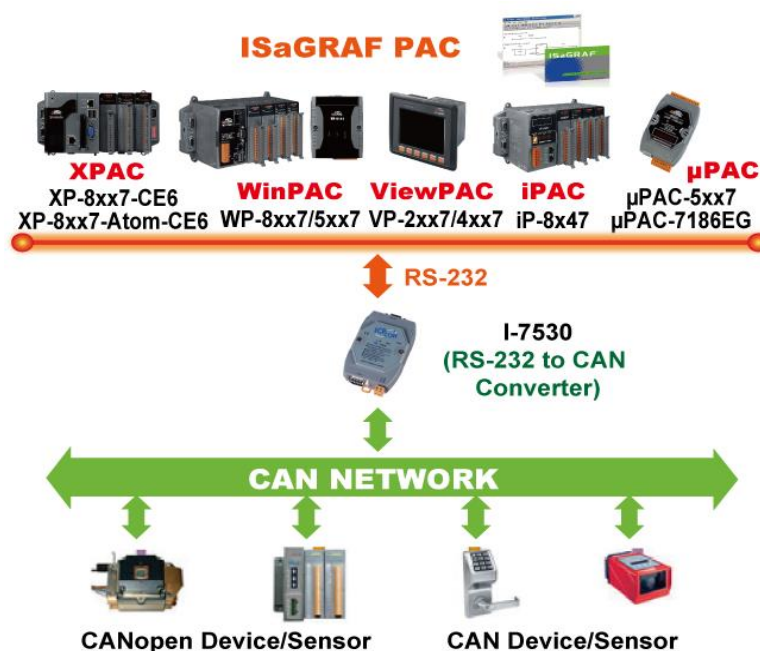 ISaGRAF PAC
ISaGRAF
XPAC
XP-8xx7-CE6
XP-8xx7-Atom-CE6
WinPAC
WP-8xx7/5xx7
ViewPAC
VP-2xx7/4xx7
iPAC
iP-8x47
µPAC
µPAC-5xx7
µPAC-7186EG
RS-232
I-7530
(RS-232 to CAN
Converter)
CAN NETWORK
CANopen Device/Sensor
CAN Device/Sensor